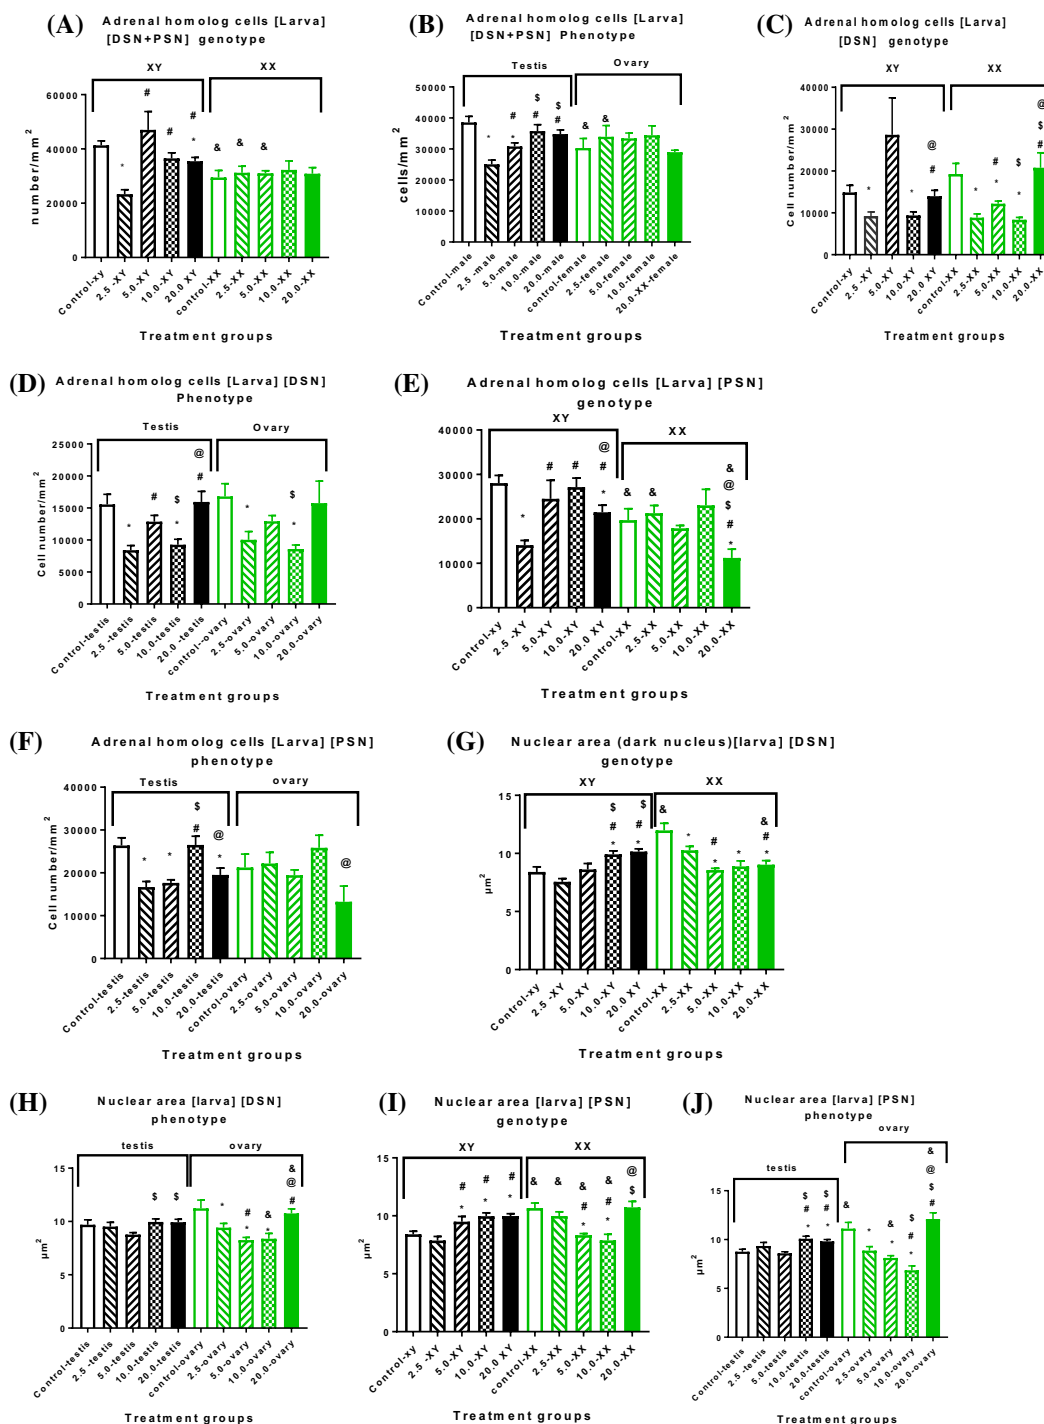 (A) Adrenal homolog cells [Larva]
[DSN+PSN] genotype
XY XX
60000
40000
20000
0
number/mm²
# # # * * & & &
Control-xy 2.5 -XY 5.0-XY 10.0-XY 20.0 XY Control-XX 2.5-XX 5.0-XX 10.0-XX 20.0-XX
Treatment groups
(B) Adrenal homolog cells [Larva]
[DSN+PSN] Phenotype
Testis Ovary
50000
40000
30000
20000
10000
0
cells/mm²
* # * $ # $ # & &
Control-male 2.5 -male 5.0-male 10.0-male 20.0-male control-female 2.5-female 5.0-female 10.0-female 20.0-XX-female
Treatment groups
(C) Adrenal homolog cells [Larva]
[DSN] genotype
XY XX
40000
30000
20000
10000
0
Cell number/mm²
* * @ # * # * $ * @ $ #
Control-xy 2.5 -XY 5.0-XY 10.0-XY 20.0 XY Control-XX 2.5-XX 5.0-XX 10.0-XX 20.0-XX
Treatment groups
(D) Adrenal homolog cells [Larva] [DSN]
Phenotype
Testis Ovary
25000
20000
15000
10000
5000
0
Cell number/mm²
* # $ * @ # * $ *
Control-testis 2.5 -testis 5.0-testis 10.0-testis 20.0 -testis control--ovary 2.5-ovary 5.0-ovary 10.0-ovary 20.0-ovary
Treatment groups
(E) Adrenal homolog cells [Larva] [PSN]
genotype
XY XX
40000
30000
20000
10000
0
Cell number/mm²
* # # @ # * & & & @ $ # *
Control-xy 2.5 -XY 5.0-XY 10.0-XY 20.0 XY control-XX 2.5-XX 5.0-XX 10.0-XX 20.0-XX
Treatment groups
(F) Adrenal homolog cells [Larva] [PSN]
phenotype
Testis ovary
40000
30000
20000
10000
0
Cell number/mm²
* * $ # @ * @
Control-testis 2.5-testis 5.0-testis 10.0-testis 20.0-testis control-ovary 2.5-ovary 5.0-ovary 10.0-ovary 20.0-ovary
Treatment groups
(G) Nuclear area (dark nucleus)[larva] [DSN]
genotype
XY XX
15
10
5
0
µm²
$ # * $ # * & * # * * & # *
Control-xy 2.5 -XY 5.0-XY 10.0-XY 20.0 XY control-XX 2.5-XX 5.0-XX 10.0-XX 20.0-XX
Treatment groups
(H) Nuclear area [larva] [DSN]
phenotype
testis ovary
15
10
5
0
µm²
$ $ * # * & * & @ #
Control-testis 2.5 -testis 5.0-testis 10.0-testis 20.0-testis control-ovary 2.5-ovary 5.0-ovary 10.0-ovary 20.0-ovary
Treatment groups
(I) Nuclear area [larva] [PSN]
genotype
XY XX
15
10
5
0
µm²
# * # * # * & & & # * & # * @ $
Control-xy 2.5 -XY 5.0-XY 10.0-XY 20.0 XY control-XX 2.5-XX 5.0-XX 10.0-XX 20.0-XX
Treatment groups
(J) Nuclear area [larva] [PSN]
phenotype
ovary
testis
15
10
5
0
µm²
$ # * $ # * & * & * $ # * & @ $ #
Control-testis 2.5 -testis 5.0-testis 10.0-testis 20.0-testis control-ovary 2.5-ovary 5.0-ovary 10.0-ovary 20.0-ovary
Treatment groups